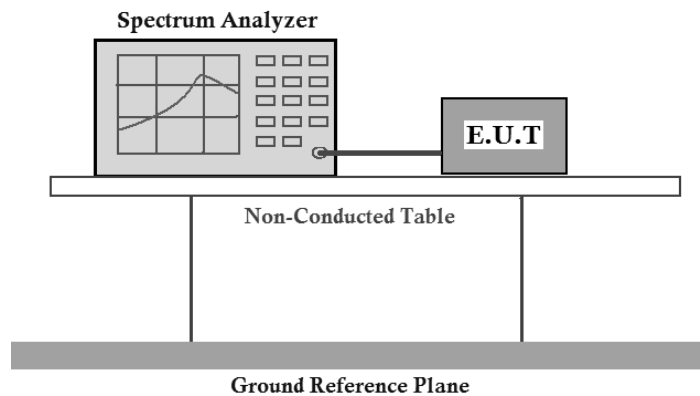 Spectrum Analyzer
E.U.T
Non-Conducted Table
Ground Reference Plane